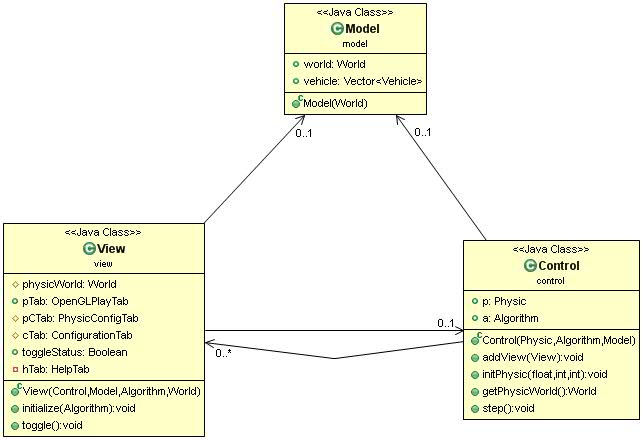 <<Java Class>>
Model
model
world: World
vehicle: Vector<Vehicle>
Model(World)
0..1
0..1
<<Java Class>>
View
view
physicWorld: World
pTab: OpenGLPlayTab
pCTab: PhysicConfigTab
cTab: ConfigurationTab
toggleStatus: Boolean
hTab: HelpTab
View(Control,Model,Algorithm,World)
initialize(Algorithm):void
toggle():void
0..1
0..*
<<Java Class>>
Control
control
p: Physic
a: Algorithm
Control(Physic,Algorithm,Model)
addView(View):void
initPhysic(float,int,int):void
getPhysicWorld():World
step():void